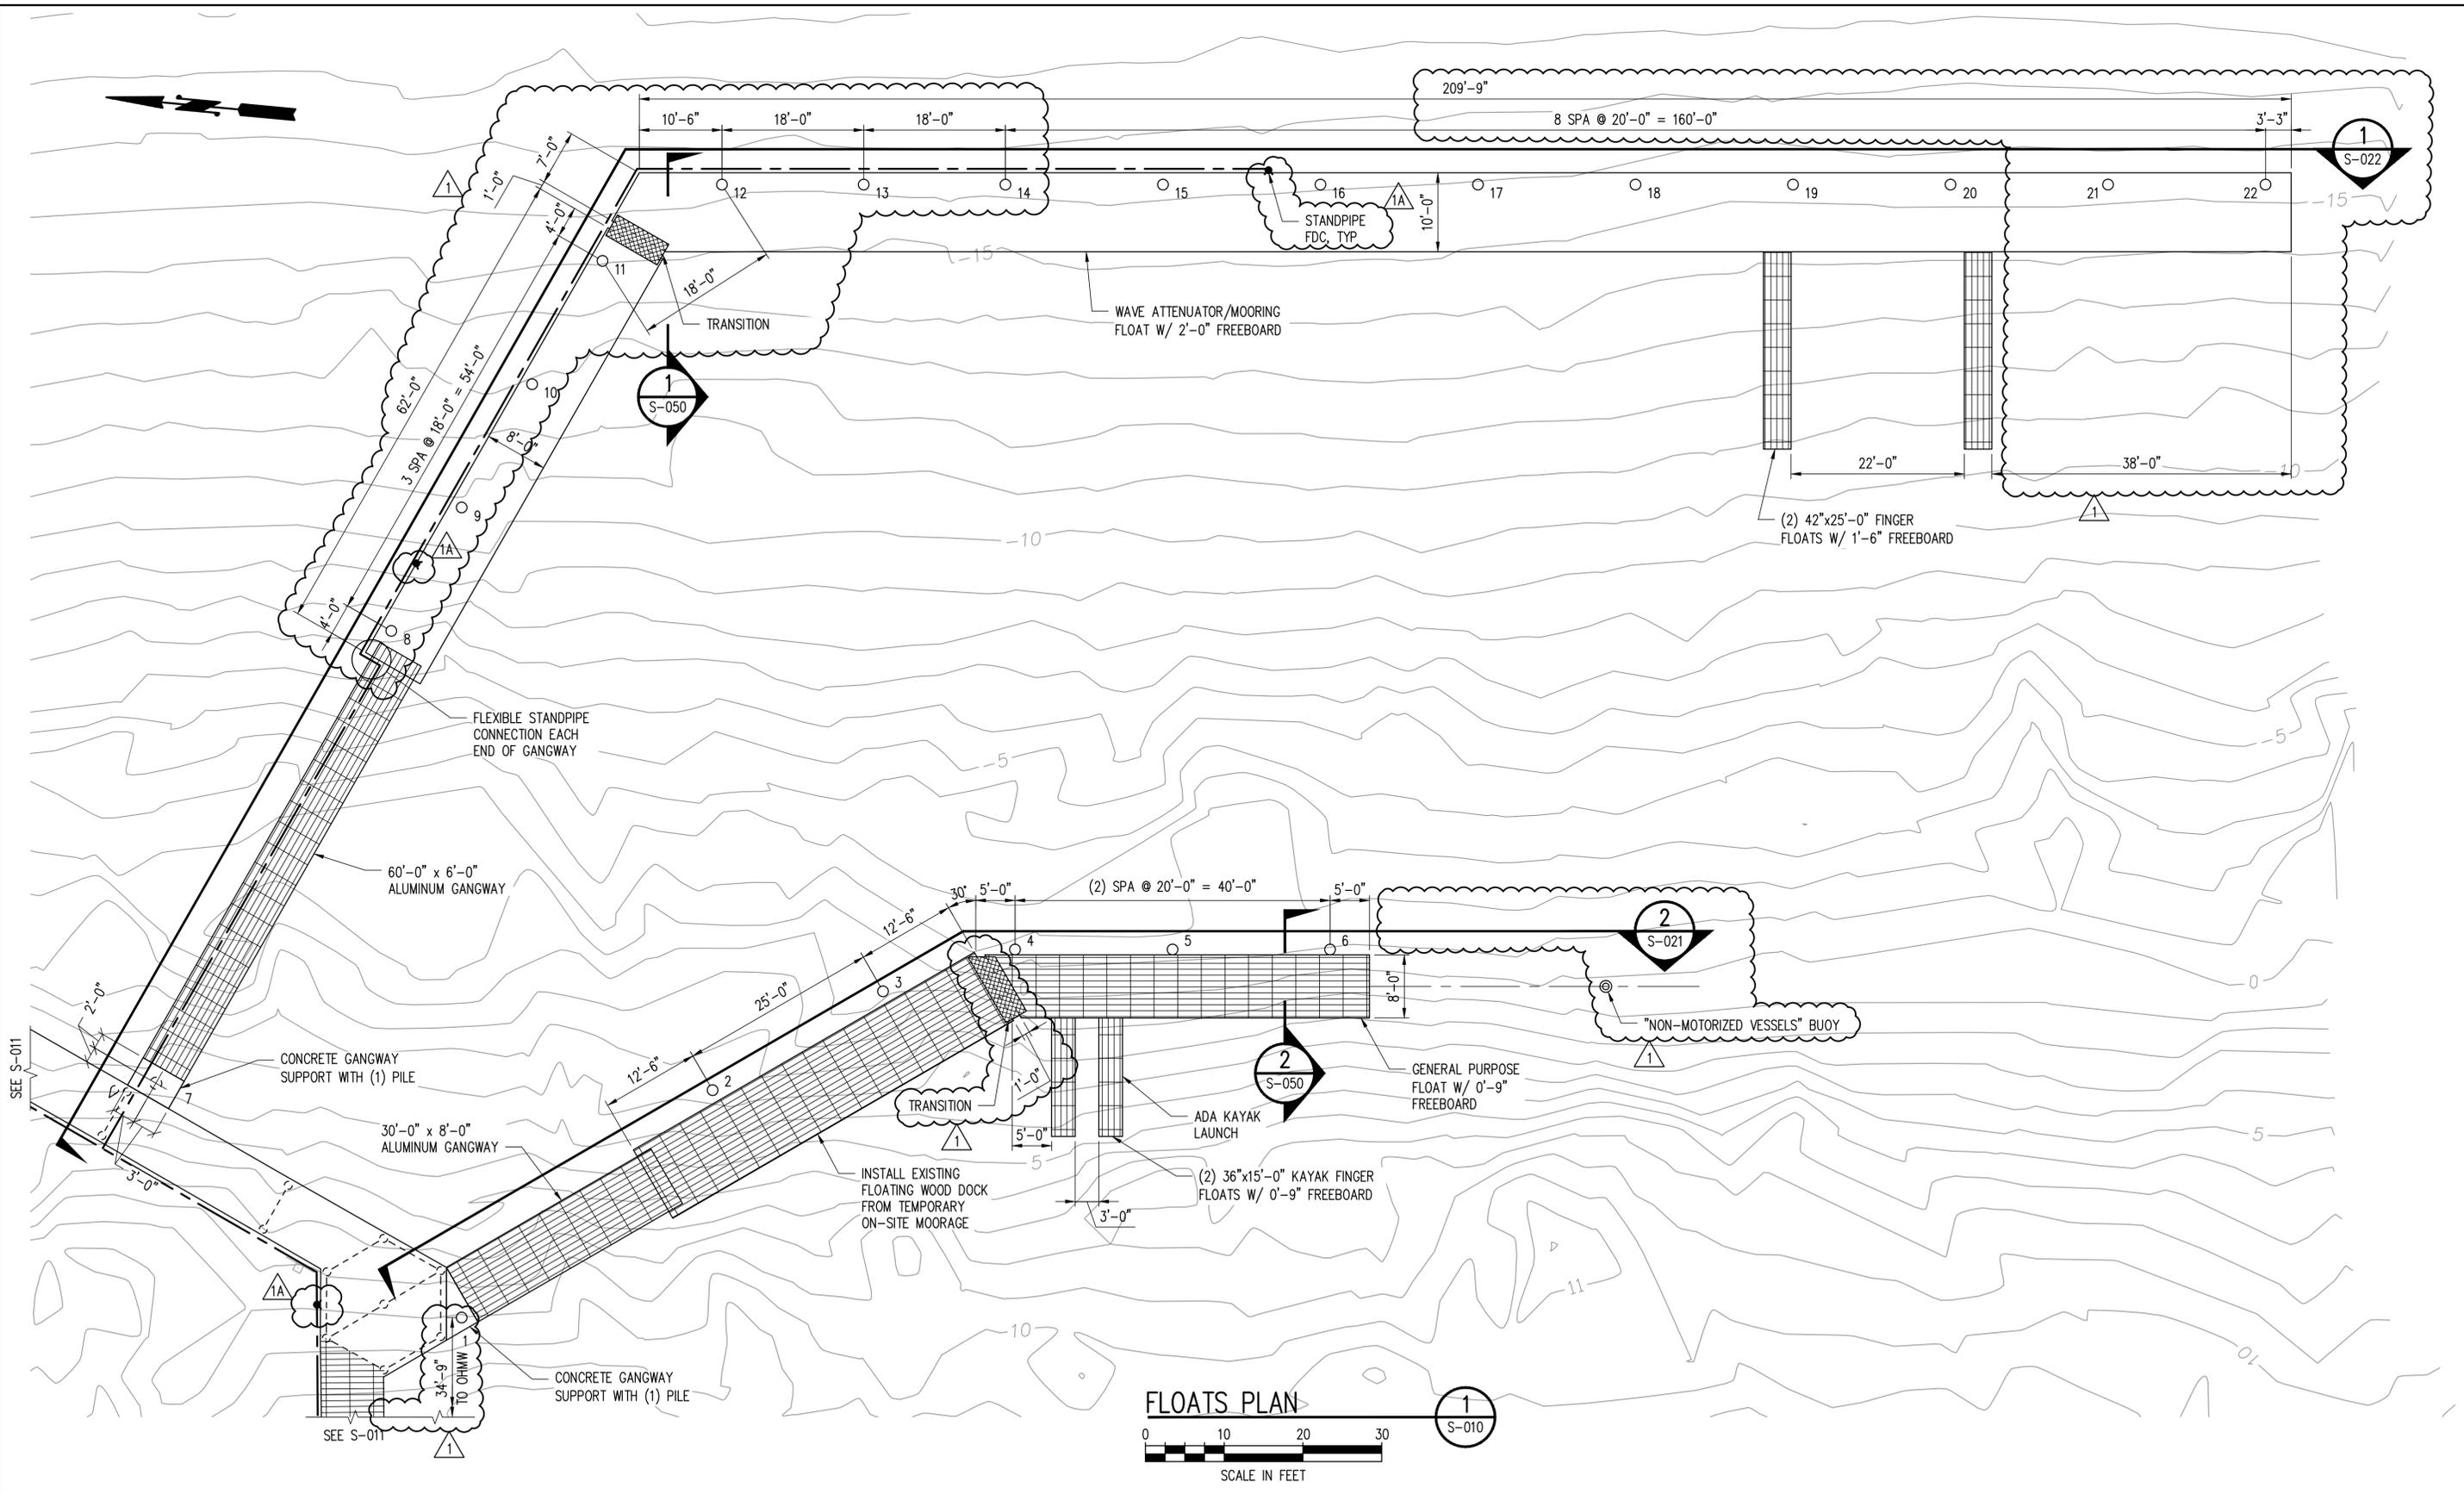 209'-9"
10'-6"
18'-0"
18'-0"
8 SPA @ 20'-0" = 160'-0"
3'-3"
1
S-022
7'-0"
1
1'-0"
4'-0"
12
13
14
15
16
1A
17
18
19
20
21
22
-15
10'-0"
STANDPIPE
FDC, TYP
11
-15
18'-0"
WAVE ATTENUATOR/MOORING
FLOAT W/ 2'-0" FREEBOARD
TRANSITION
62'-0"
3 SPA @ 18'-0" = 54'-0"
10
1
S-050
8'-0"
22'-0"
38'-0"
-10
9
1
(2) 42"x25'-0" FINGER
FLOATS W/ 1'-6" FREEBOARD
1A
-10
4'-0"
8
FLEXIBLE STANDPIPE
CONNECTION EACH
END OF GANGWAY
-5
-5
60'-0" x 6'-0"
ALUMINUM GANGWAY
30°
5'-0"
(2) SPA @ 20'-0" = 40'-0"
5'-0"
12'-6"
2
S-021
4
5
6
25'-0"
3
8'-0"
0
2'-0"
"NON-MOTORIZED VESSELS" BUOY
1
SEE S-011
CONCRETE GANGWAY
SUPPORT WITH (1) PILE
7
12'-6"
2
2
S-050
GENERAL PURPOSE
FLOAT W/ 0'-9"
FREEBOARD
1'-0"
TRANSITION
1
ADA KAYAK
LAUNCH
30'-0" x 8'-0"
ALUMINUM GANGWAY
5'-0"
5
5
3'-0"
INSTALL EXISTING
FLOATING WOOD DOCK
FROM TEMPORARY
ON-SITE MOORAGE
(2) 36"x15'-0" KAYAK FINGER
FLOATS W/ 0'-9" FREEBOARD
3'-0"
1A
11
10
10
1
34'-9"
TO OHMW
CONCRETE GANGWAY
SUPPORT WITH (1) PILE
SEE S-011
1
FLOATS PLAN
1
S-010
0
10
20
30
SCALE IN FEET